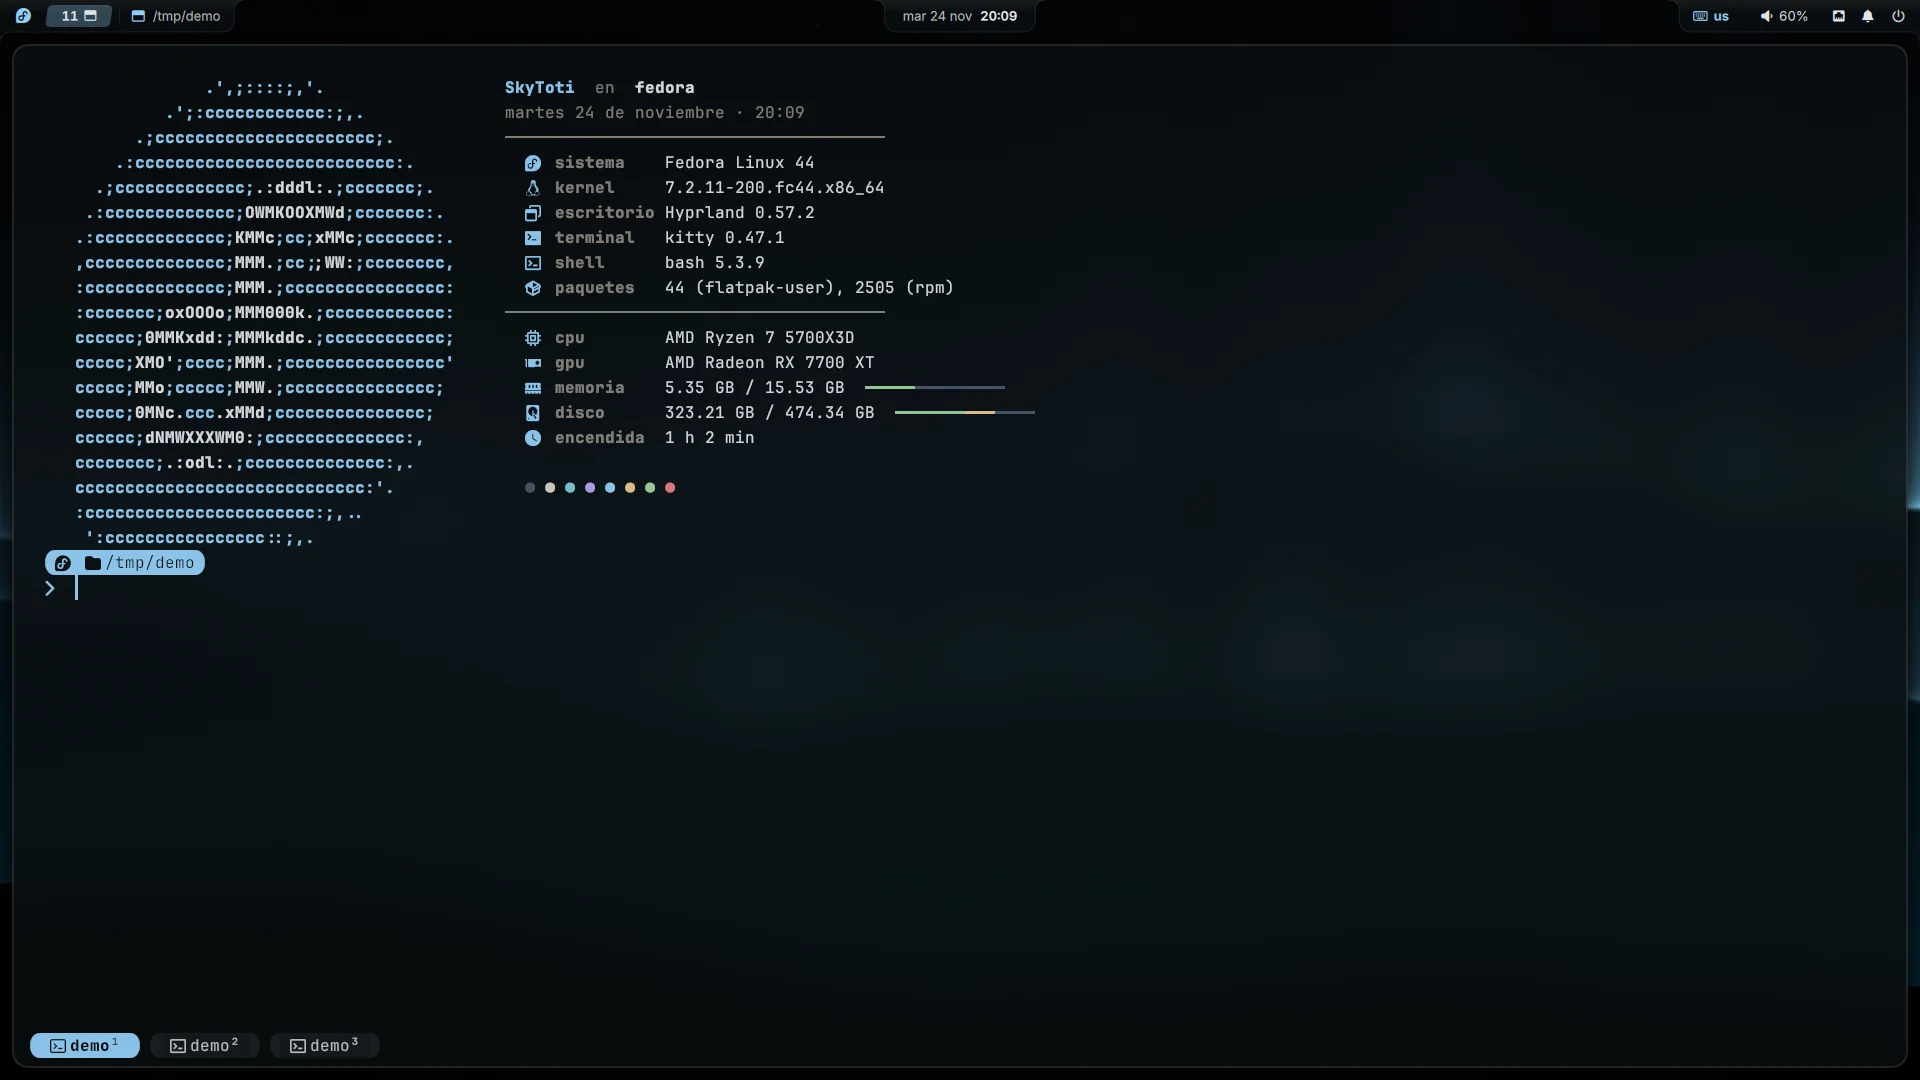 11 /tmp/demo mar 24 nov 20:09 us 60%
.',;::::;,'.
.';:cccccccccccc:;,.
.;cccccccccccccccccccccc;.
.:cccccccccccccccccccccccccc:.
.;ccccccccccccc;.:dddl:.;ccccccc;.
.:ccccccccccccc;OWMKOOXMWd;ccccccc:.
.:ccccccccccccc;KMMc;cc;xMMc;ccccccc:.
,cccccccccccccc;MMM.;cc;;WW:;cccccccc,
:cccccccccccccc;MMM.;cccccccccccccccc:
:ccccccc;oxOOOo;MMM000k.;cccccccccccc:
cccccc;0MMKxdd:;MMMkddc.;cccccccccccc;
ccccc;XMO';cccc;MMM.;cccccccccccccccc'
ccccc;MMo;ccccc;MMW.;ccccccccccccccc;
ccccc;0MNc.ccc.xMMd;ccccccccccccccc;
cccccc;dNMWXXXWM0:;cccccccccccccc:,
cccccccc;.:odl:.;cccccccccccccc:,.
ccccccccccccccccccccccccccccc:'.
:ccccccccccccccccccccccc:;,..
':cccccccccccccccc::;,.
SkyToti en fedora
martes 24 de noviembre · 20:09
sistema Fedora Linux 44
kernel 7.2.11-200.fc44.x86_64
escritorio Hyprland 0.57.2
terminal kitty 0.47.1
shell bash 5.3.9
paquetes 44 (flatpak-user), 2505 (rpm)
cpu AMD Ryzen 7 5700X3D
gpu AMD Radeon RX 7700 XT
memoria 5.35 GB / 15.53 GB
disco 323.21 GB / 474.34 GB
encendida 1 h 2 min
/tmp/demo
❯
demo¹ demo² demo³